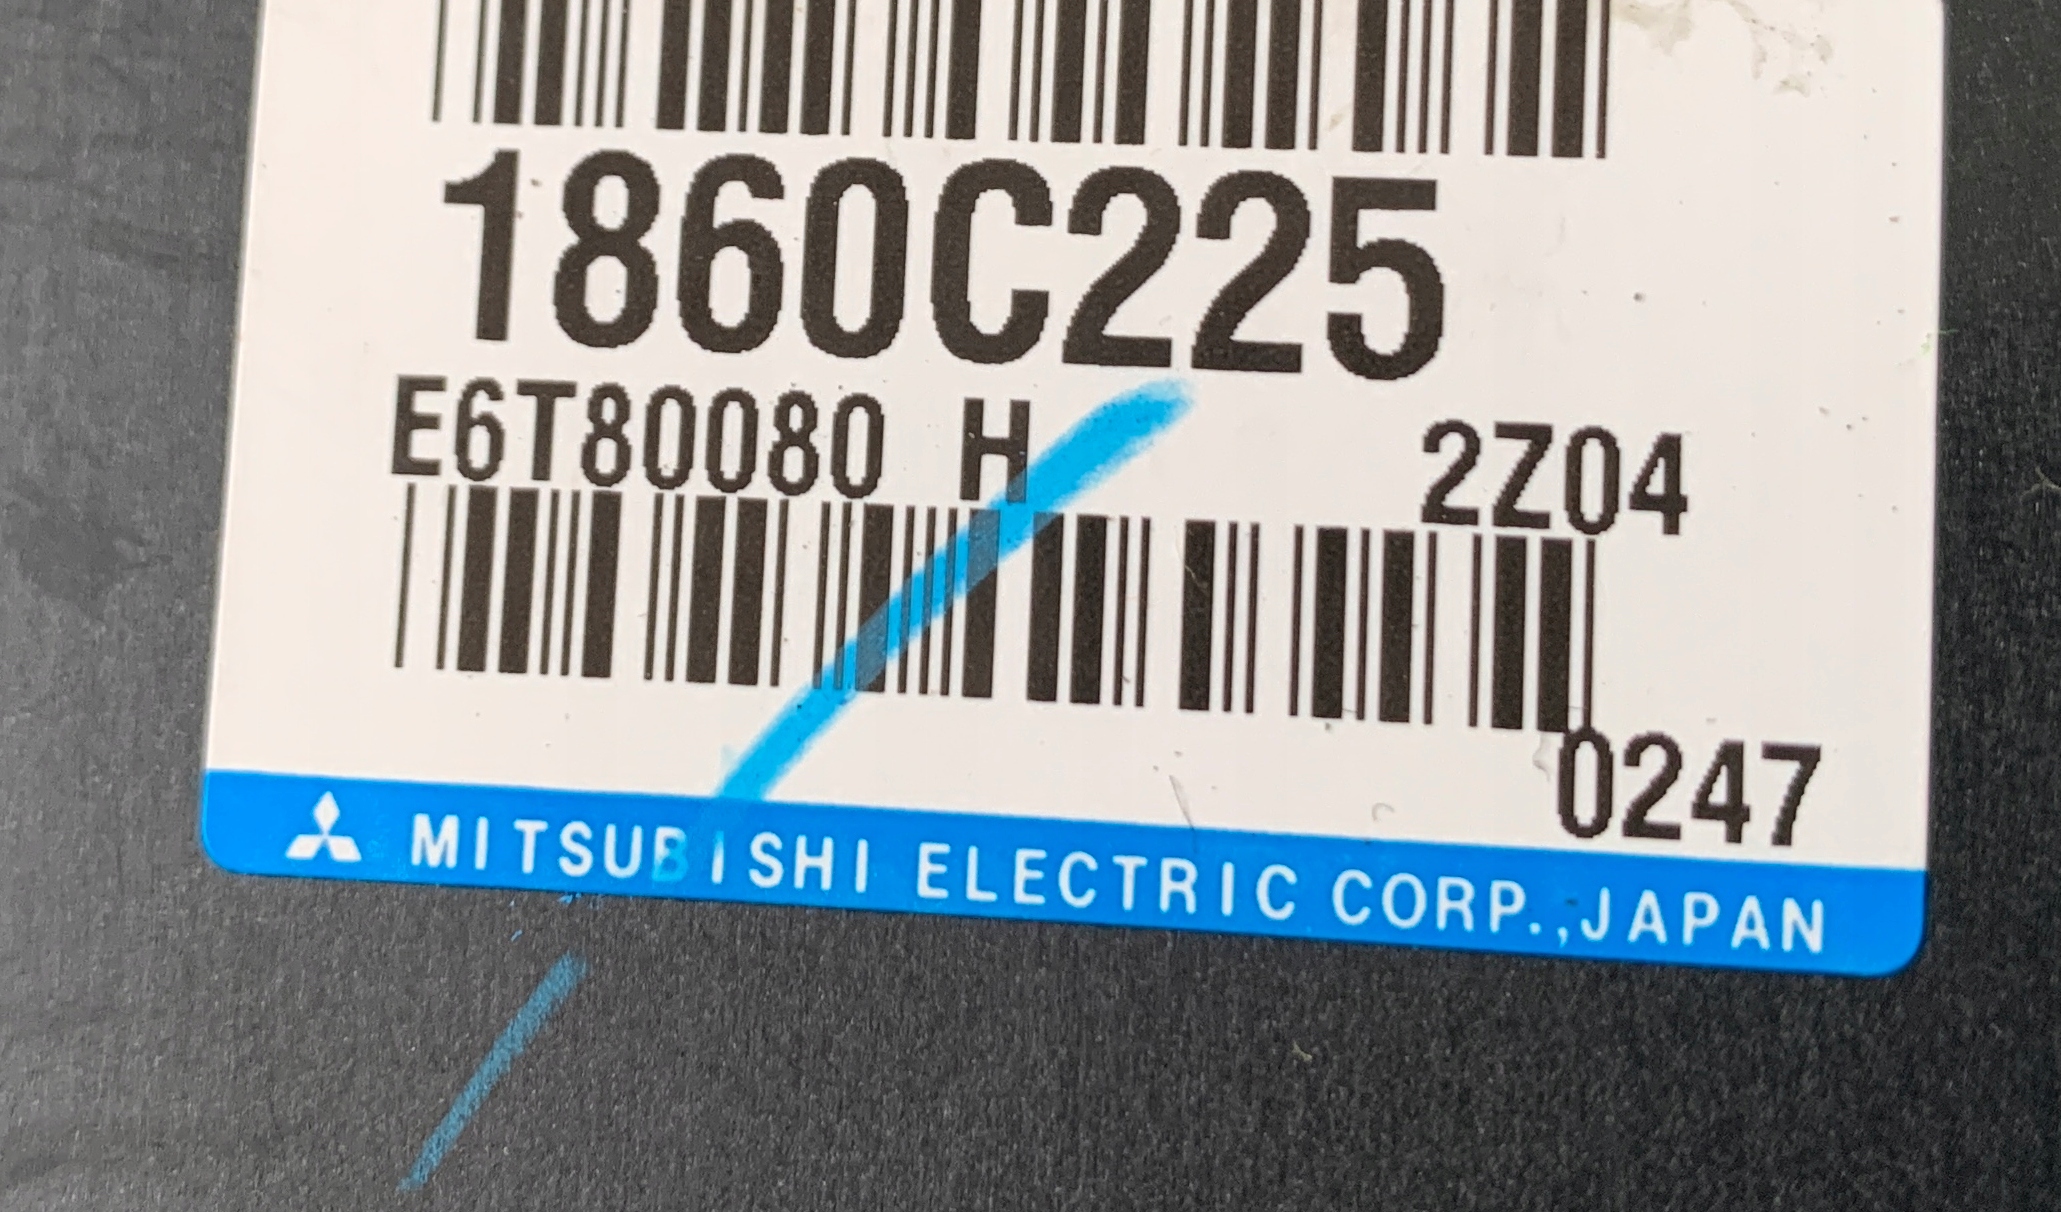 1860C225
E6T80080 H 2Z04
0247
MITSUBISHI ELECTRIC CORP.,JAPAN